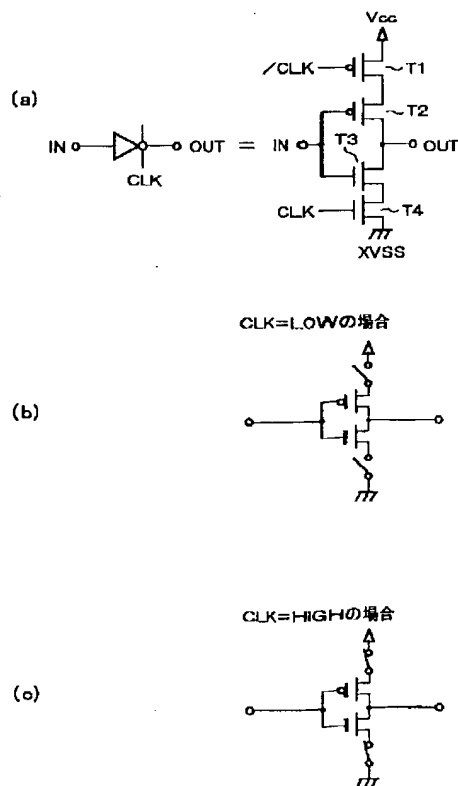 Vcc
/CLK
T1
(a)
T2
IN
OUT
=
IN
T3
OUT
CLK
CLK
T4
XVSS
CLK=LOWの場合
(b)
CLK=HIGHの場合
(c)